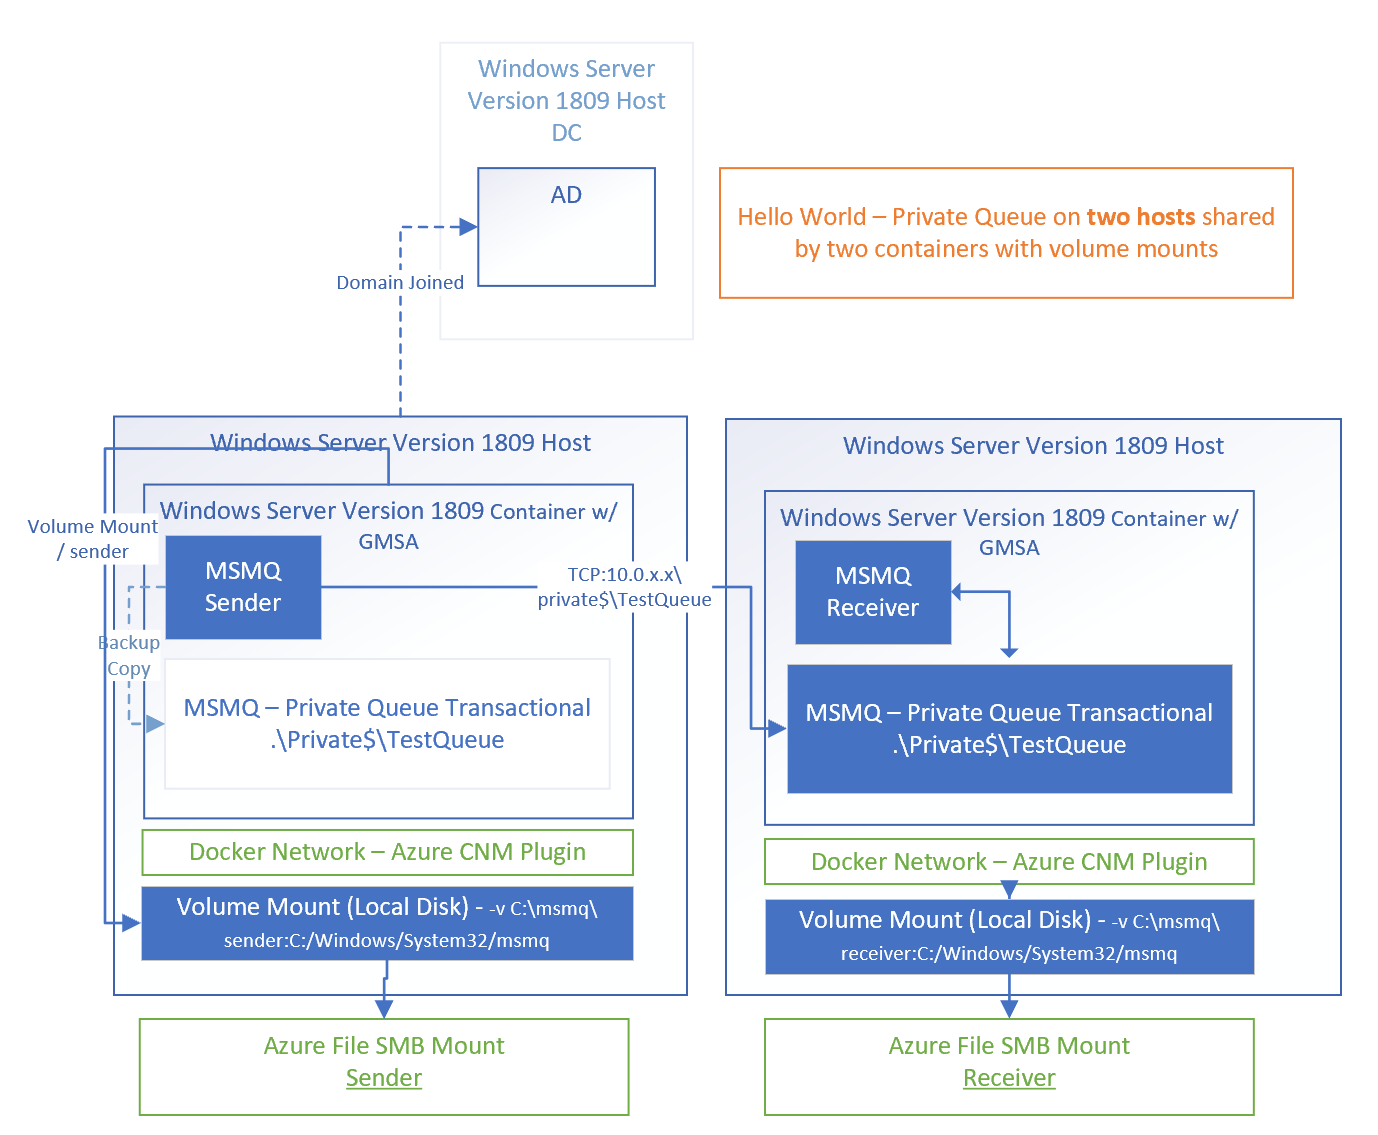 Windows Server
Version 1809 Host
DC
AD
Domain Joined
Hello World – Private Queue on two hosts shared
by two containers with volume mounts
Windows Server Version 1809 Host
Volume Mount
/ sender
Windows Server Version 1809 Container w/
GMSA
MSMQ
Sender
Backup
Copy
MSMQ – Private Queue Transactional
.\Private$\TestQueue
TCP:10.0.x.x\
private$\TestQueue
Docker Network – Azure CNM Plugin
Volume Mount (Local Disk) - -v C:\msmq\
sender:C:/Windows/System32/msmq
Azure File SMB Mount
Sender
Windows Server Version 1809 Host
Windows Server Version 1809 Container w/
GMSA
MSMQ
Receiver
MSMQ – Private Queue Transactional
.\Private$\TestQueue
Docker Network – Azure CNM Plugin
Volume Mount (Local Disk) - -v C:\msmq\
receiver:C:/Windows/System32/msmq
Azure File SMB Mount
Receiver